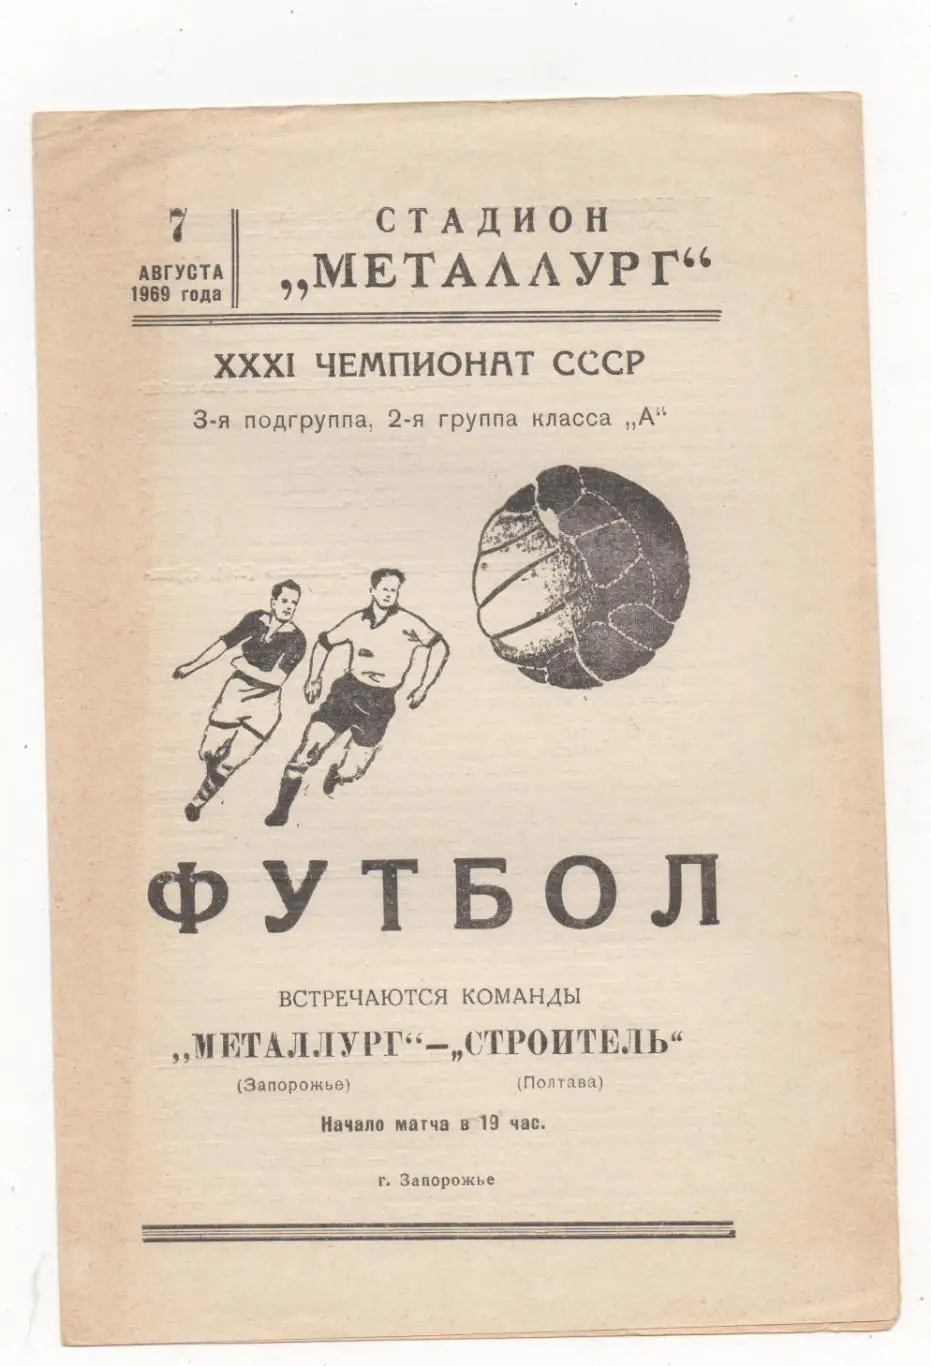 7
АВГУСТА
1969 года
СТАДИОН
„МЕТАЛЛУРГ“
XXXI ЧЕМПИОНАТ СССР
3-я подгруппа, 2-я группа класса „А“
ФУТБОЛ
ВСТРЕЧАЮТСЯ КОМАНДЫ
„МЕТАЛЛУРГ“—„СТРОИТЕЛЬ“
(Запорожье) (Полтава)
Начало матча в 19 час.
г. Запорожье